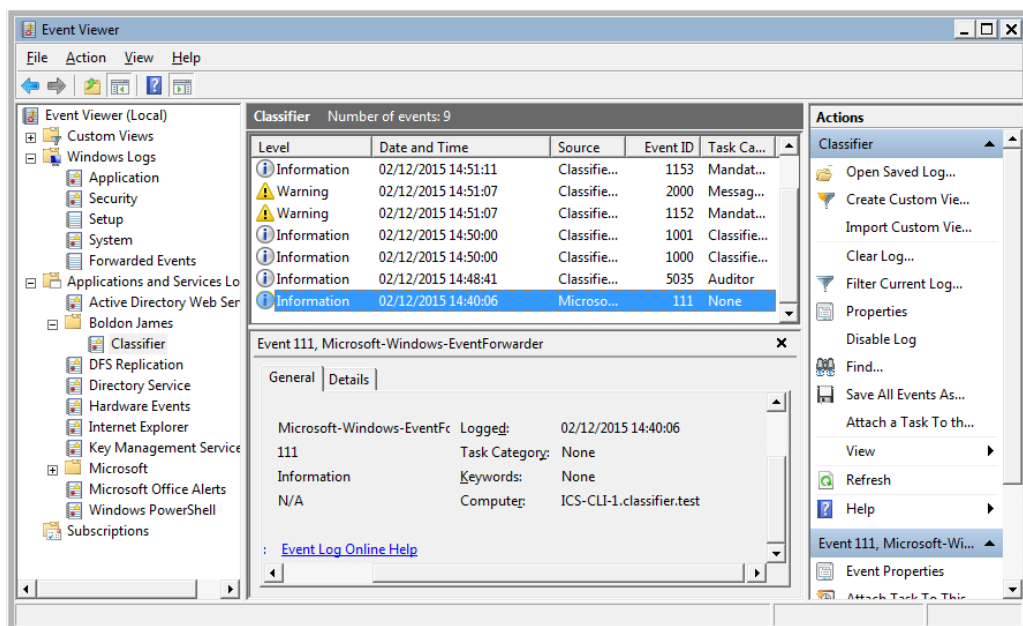 Event Viewer
File Action View Help
Event Viewer (Local)
Custom Views
Windows Logs
Application
Security
Setup
System
Forwarded Events
Applications and Services Lo
Active Directory Web Ser
Boldon James
Classifier
DFS Replication
Directory Service
Hardware Events
Internet Explorer
Key Management Service
Microsoft
Microsoft Office Alerts
Windows PowerShell
Subscriptions
Classifier Number of events: 9
Level Date and Time Source Event ID Task Ca...
Information 02/12/2015 14:51:11 Classifie... 1153 Mandat...
Warning 02/12/2015 14:51:07 Classifie... 2000 Messag...
Warning 02/12/2015 14:51:07 Classifie... 1152 Mandat...
Information 02/12/2015 14:50:00 Classifie... 1001 Classifie...
Information 02/12/2015 14:50:00 Classifie... 1000 Classifie...
Information 02/12/2015 14:48:41 Classifie... 5035 Auditor
Information 02/12/2015 14:40:06 Microso... 111 None
Event 111, Microsoft-Windows-EventForwarder
General Details
Microsoft-Windows-EventFc Logged: 02/12/2015 14:40:06
111 Task Category: None
Information Keywords: None
N/A Computer: ICS-CLI-1.classifier.test
: Event Log Online Help
Actions
Classifier
Open Saved Log...
Create Custom Vie...
Import Custom Vie...
Clear Log...
Filter Current Log...
Properties
Disable Log
Find...
Save All Events As...
Attach a Task To th...
View
Refresh
Help
Event 111, Microsoft-Wi...
Event Properties
Attach Task To This